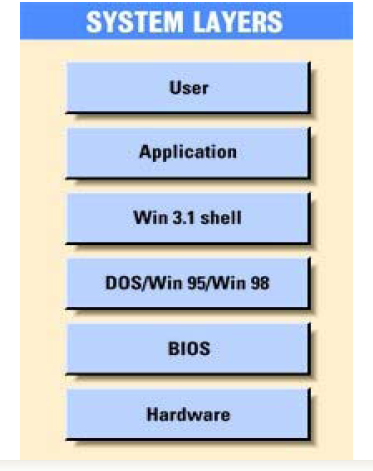 SYSTEM LAYERS
User
Application
Win 3.1 shell
DOS/Win 95/Win 98
BIOS
Hardware